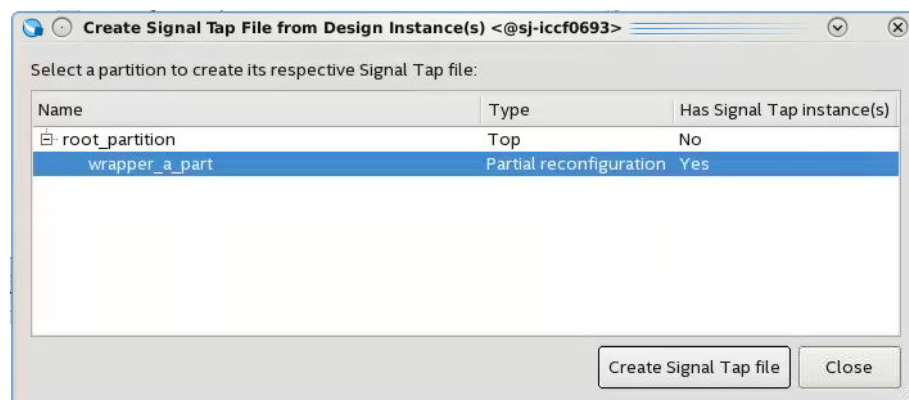 Create Signal Tap File from Design Instance(s) <@sj-iccf0693>
Select a partition to create its respective Signal Tap file:
Name Type Has Signal Tap instance(s)
root_partition Top No
wrapper_a_part Partial reconfiguration Yes
Create Signal Tap file Close